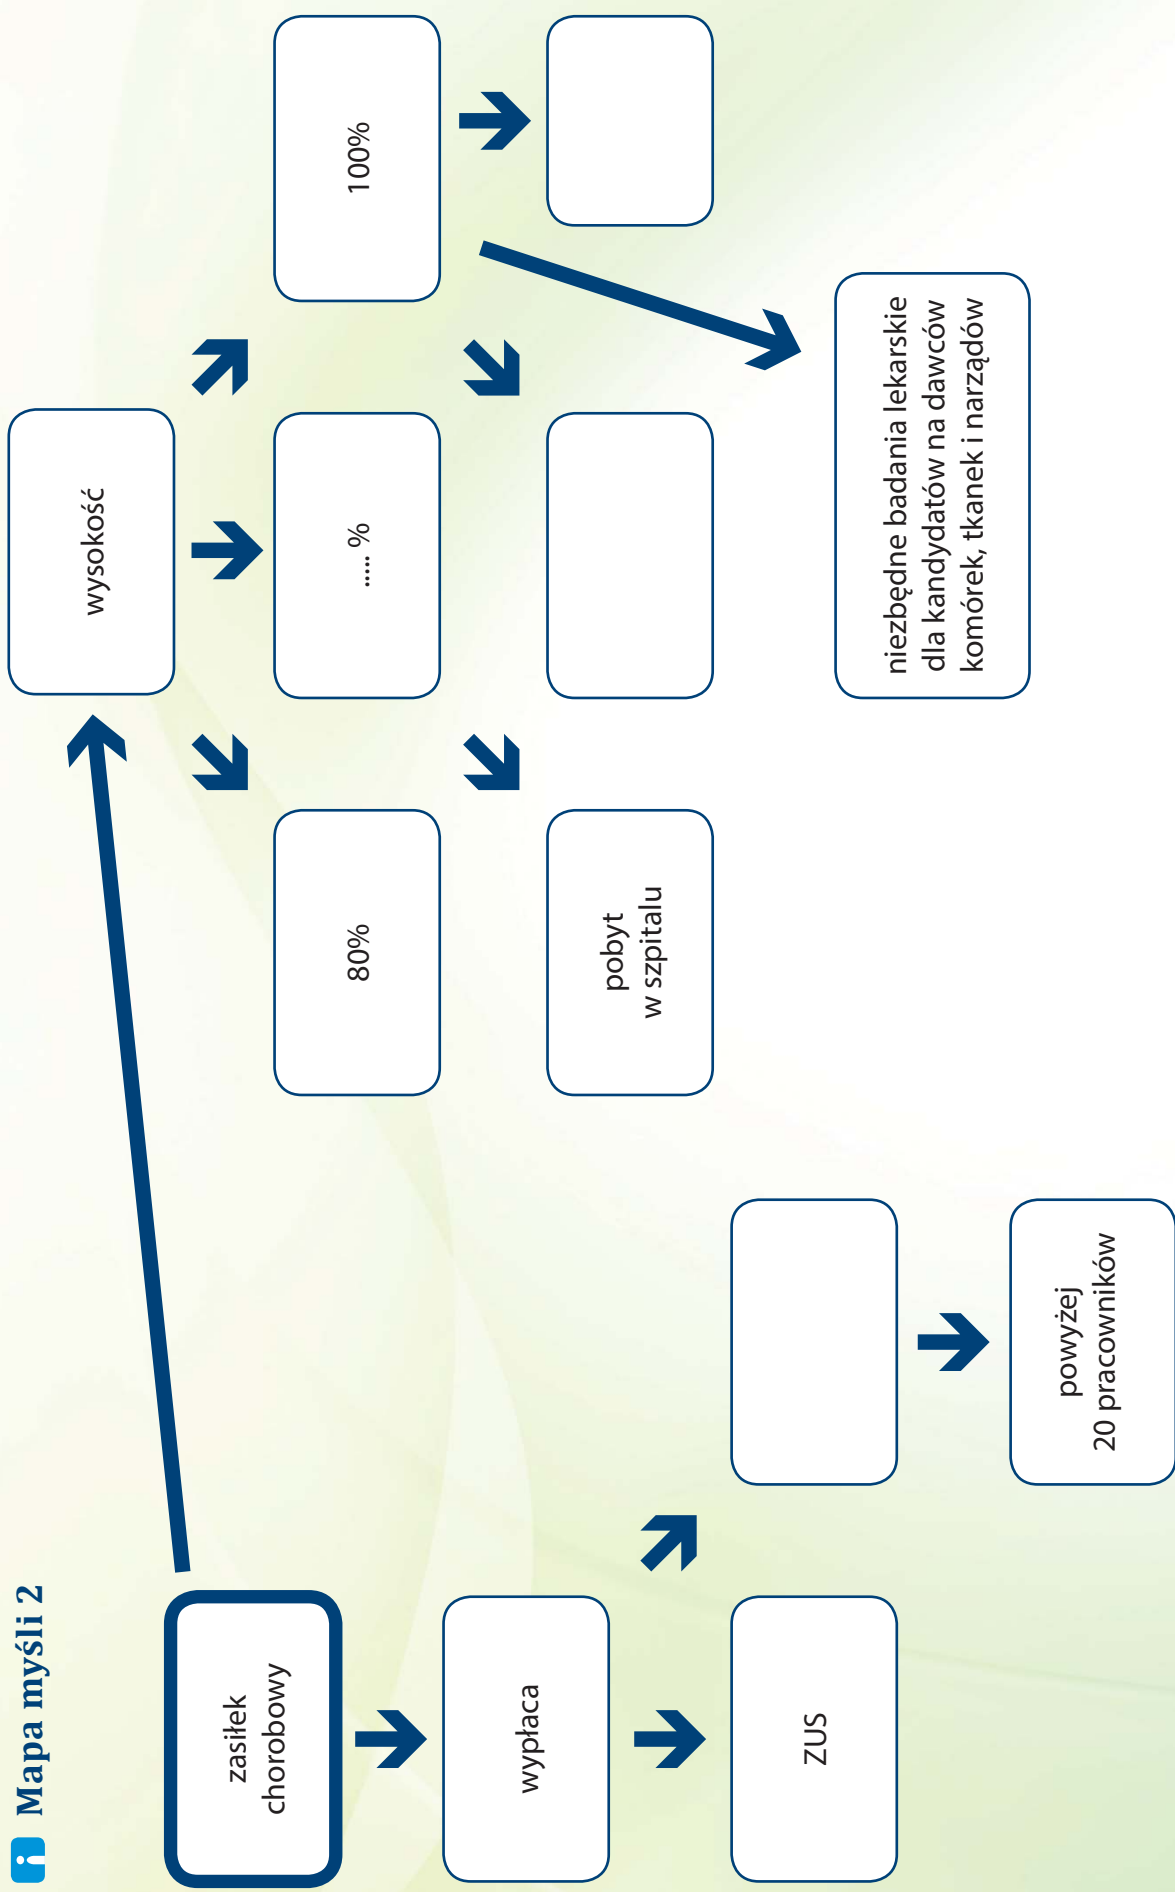 Mapa myśli 2
zasiłek
chorobowy
wysokość
wypłaca
80%
..... %
100%
ZUS
pobyt
w szpitalu
powyżej
20 pracowników
niezbędne badania lekarskie
dla kandydatów na dawców
komórek, tkanek i narządów